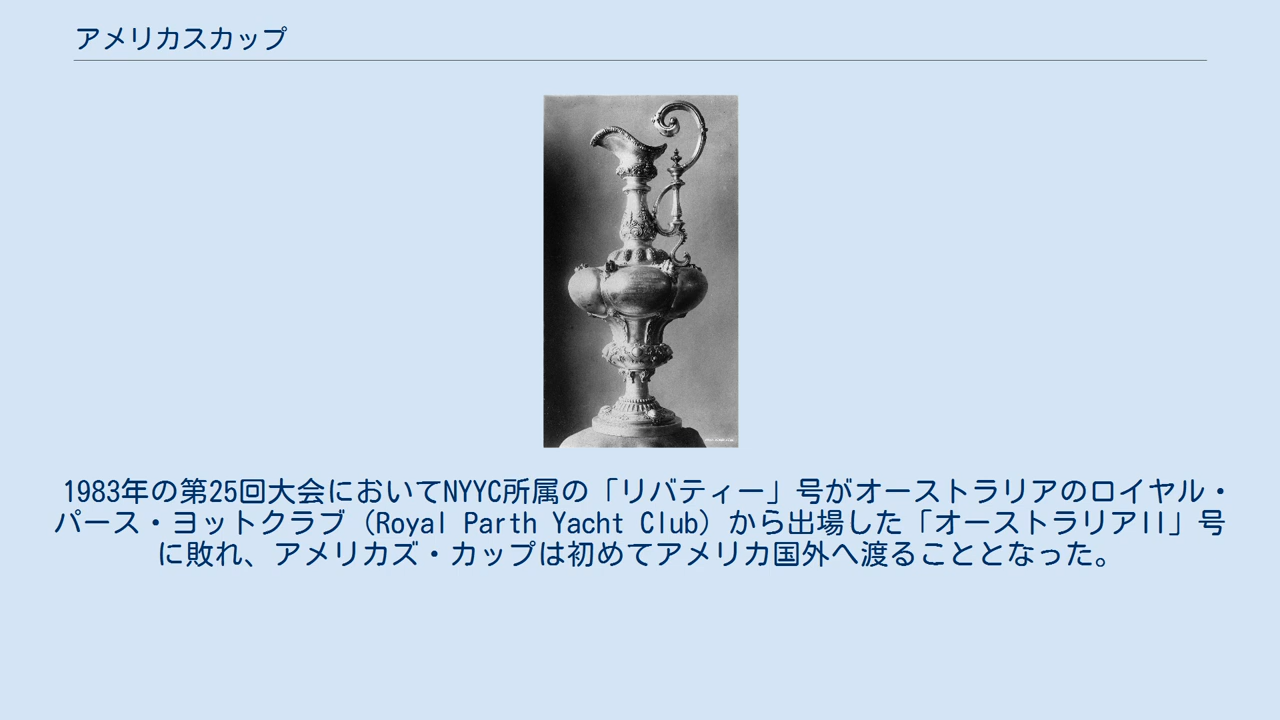 アメリカスカップ
1983年の第25回大会においてNYYC所属の「リバティー」号がオーストラリアのロイヤル・
パース・ヨットクラブ（Royal Parth Yacht Club）から出場した「オーストラリアII」号
に敗れ、アメリカズ・カップは初めてアメリカ国外へ渡ることとなった。